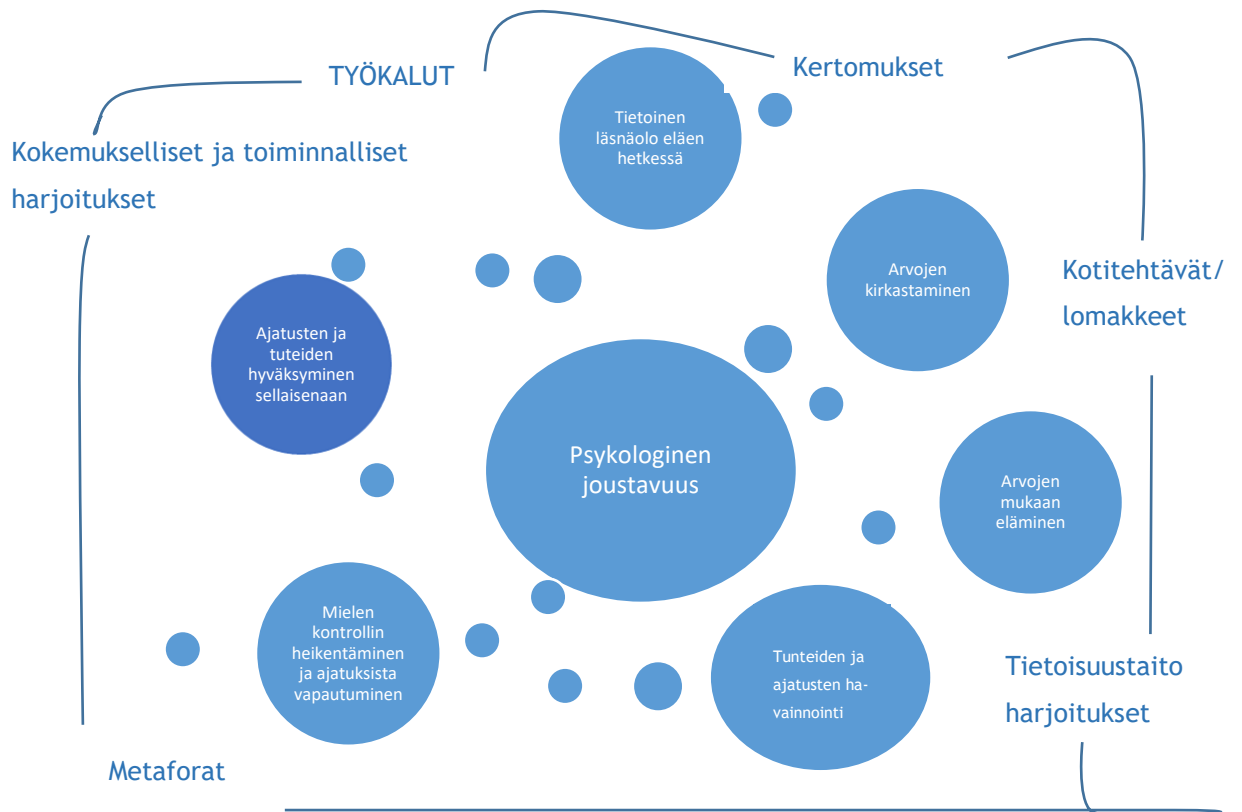 TYÖKALUT
Kertomukset
Kokemukselliset ja toiminnalliset
harjoitukset
Tietoinen
läsnäolo eläen
hetkessä
Arvojen
kirkastaminen
Kotitehtävät/
lomakkeet
Ajatusten ja
tuteiden
hyväksyminen
sellaisenaan
Psykologinen
joustavuus
Arvojen
mukaan
eläminen
Mielen
kontrollin
heikentäminen
ja ajatuksista
vapautuminen
Tunteiden ja
ajatusten ha-
vainnointi
Tietoisuustaito
harjoitukset
Metaforat